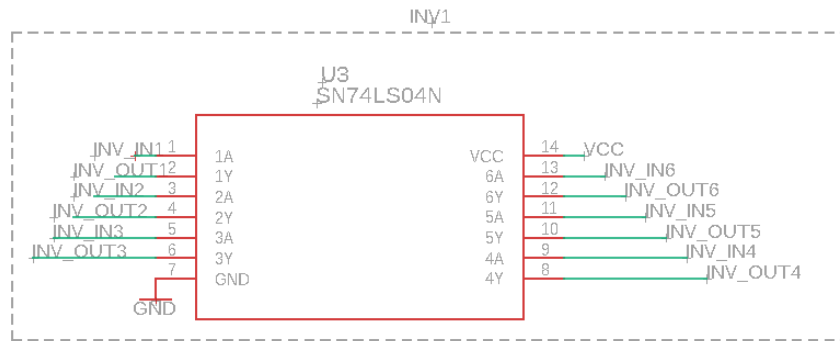 INV1
U3
SN74LS04N
INV_IN1 1 1A VCC 14 VCC
INV_OUT1 2 1Y 6A 13 INV_IN6
INV_IN2 3 2A 6Y 12 INV_OUT6
INV_OUT2 4 2Y 5A 11 INV_IN5
INV_IN3 5 3A 5Y 10 INV_OUT5
INV_OUT3 6 3Y 4A 9 INV_IN4
7 GND 4Y 8 INV_OUT4
GND